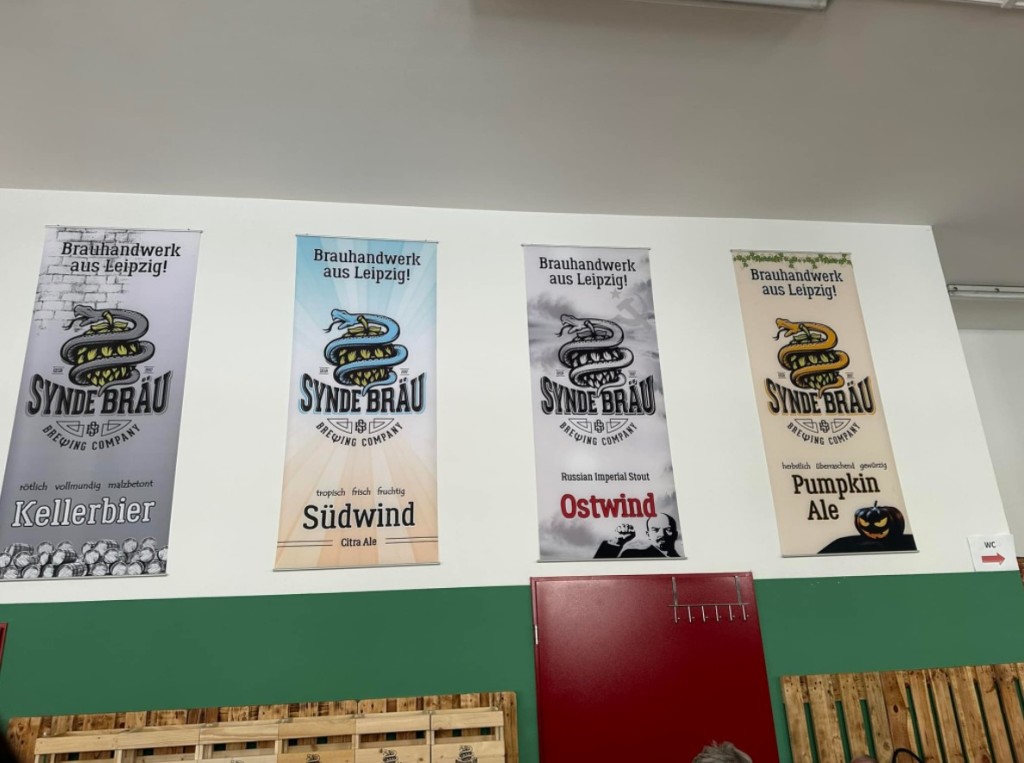 Brauhandwerk
aus Leipzig!
SYNDE BRÄU
BREWING COMPANY
rötlich vollmundig malzbetont
Kellerbier
Brauhandwerk
aus Leipzig!
SYNDE BRÄU
BREWING COMPANY
tropisch frisch fruchtig
Südwind
Citra Ale
Brauhandwerk
aus Leipzig!
SYNDE BRÄU
BREWING COMPANY
Russian Imperial Stout
Ostwind
Brauhandwerk
aus Leipzig!
SYNDE BRÄU
BREWING COMPANY
herbstlich überraschend gewürzig
Pumpkin
Ale
WC